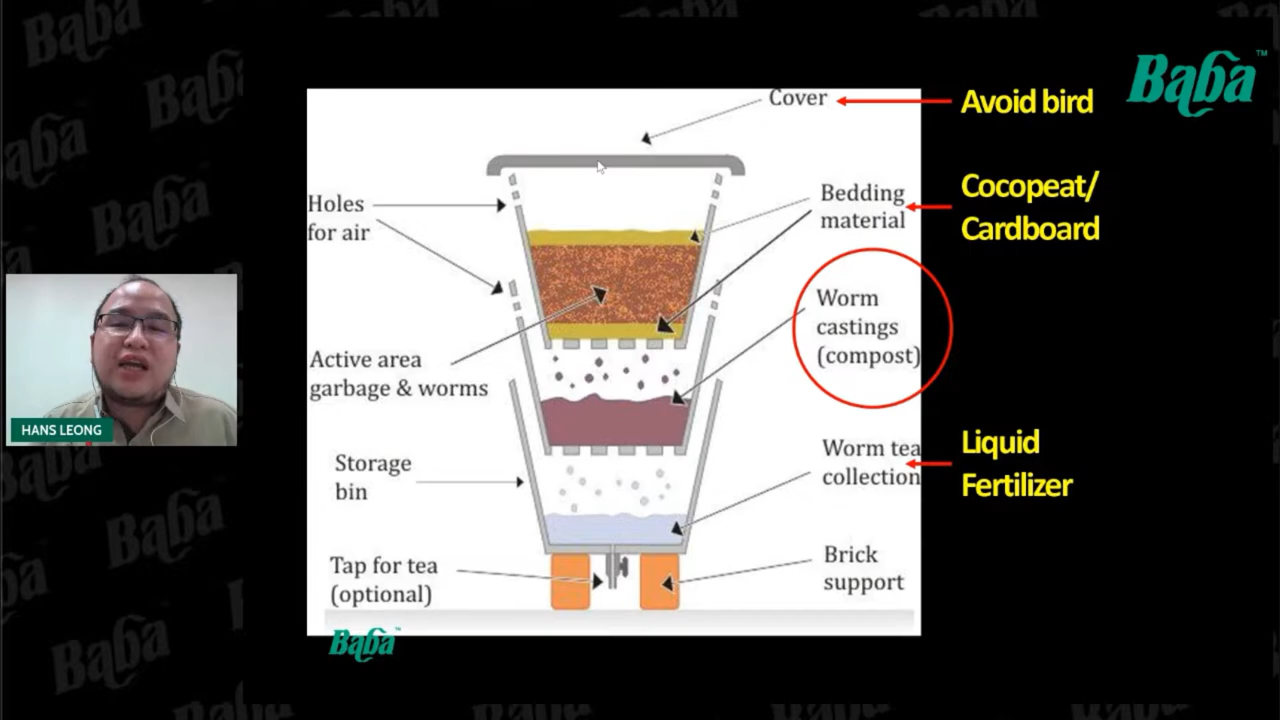 Baba™
Cover
Avoid bird
Holes
for air
Bedding
material
Cocopeat/
Cardboard
Worm
castings
(compost)
Active area
garbage & worms
HANS LEONG
Storage
bin
Worm tea
collection
Liquid
Fertilizer
Tap for tea
(optional)
Brick
support
Baba